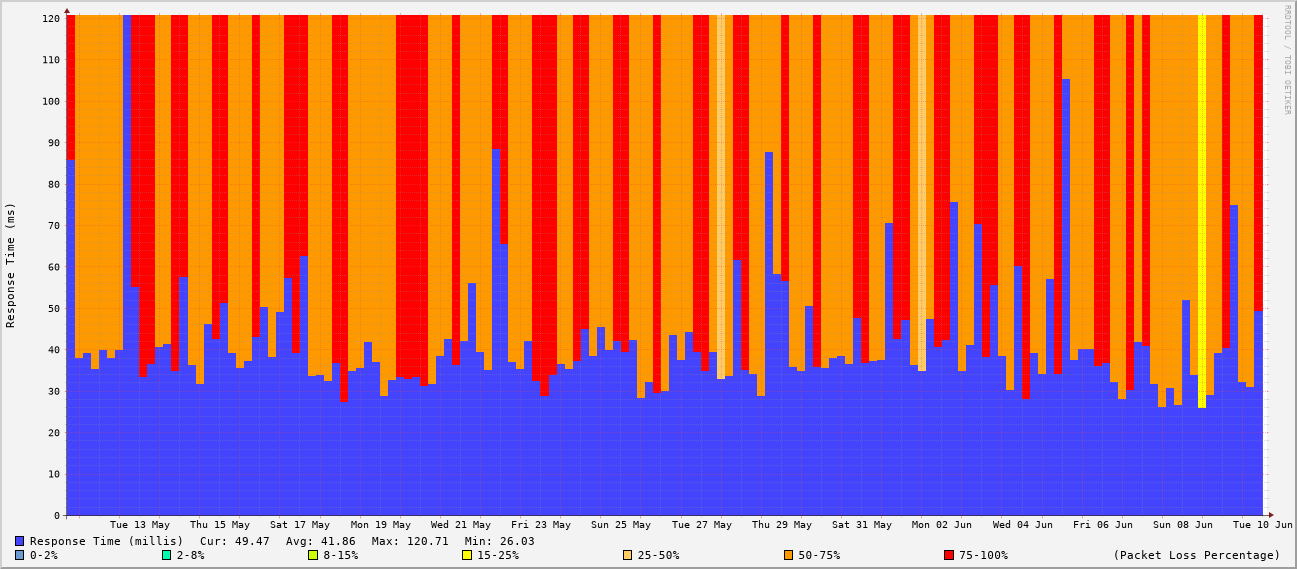 RRDTOOL / TOBI OETIKER
Response Time (ms)
120
110
100
90
80
70
60
50
40
30
20
10
0
Tue 13 May Thu 15 May Sat 17 May Mon 19 May Wed 21 May Fri 23 May Sun 25 May Tue 27 May Thu 29 May Sat 31 May Mon 02 Jun Wed 04 Jun Fri 06 Jun Sun 08 Jun Tue 10 Jun
Response Time (millis) Cur: 49.47 Avg: 41.86 Max: 120.71 Min: 26.03
0-2% 2-8% 8-15% 15-25% 25-50% 50-75% 75-100% (Packet Loss Percentage)